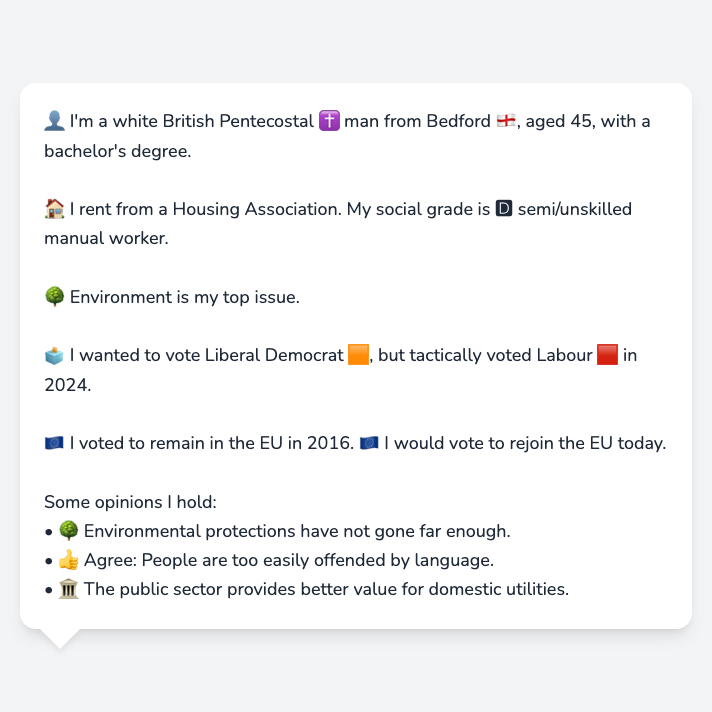 👤 I'm a white British Pentecostal ✝️ man from Bedford 🏴󠁧󠁢󠁥󠁮󠁧󠁿, aged 45, with a
bachelor's degree.
🏠 I rent from a Housing Association. My social grade is 🅳 semi/unskilled
manual worker.
🌳 Environment is my top issue.
🗳️ I wanted to vote Liberal Democrat 🟧, but tactically voted Labour 🟥 in
2024.
🇪🇺 I voted to remain in the EU in 2016. 🇪🇺 I would vote to rejoin the EU today.
Some opinions I hold:
• 🌳 Environmental protections have not gone far enough.
• 👍 Agree: People are too easily offended by language.
• 🏛️ The public sector provides better value for domestic utilities.